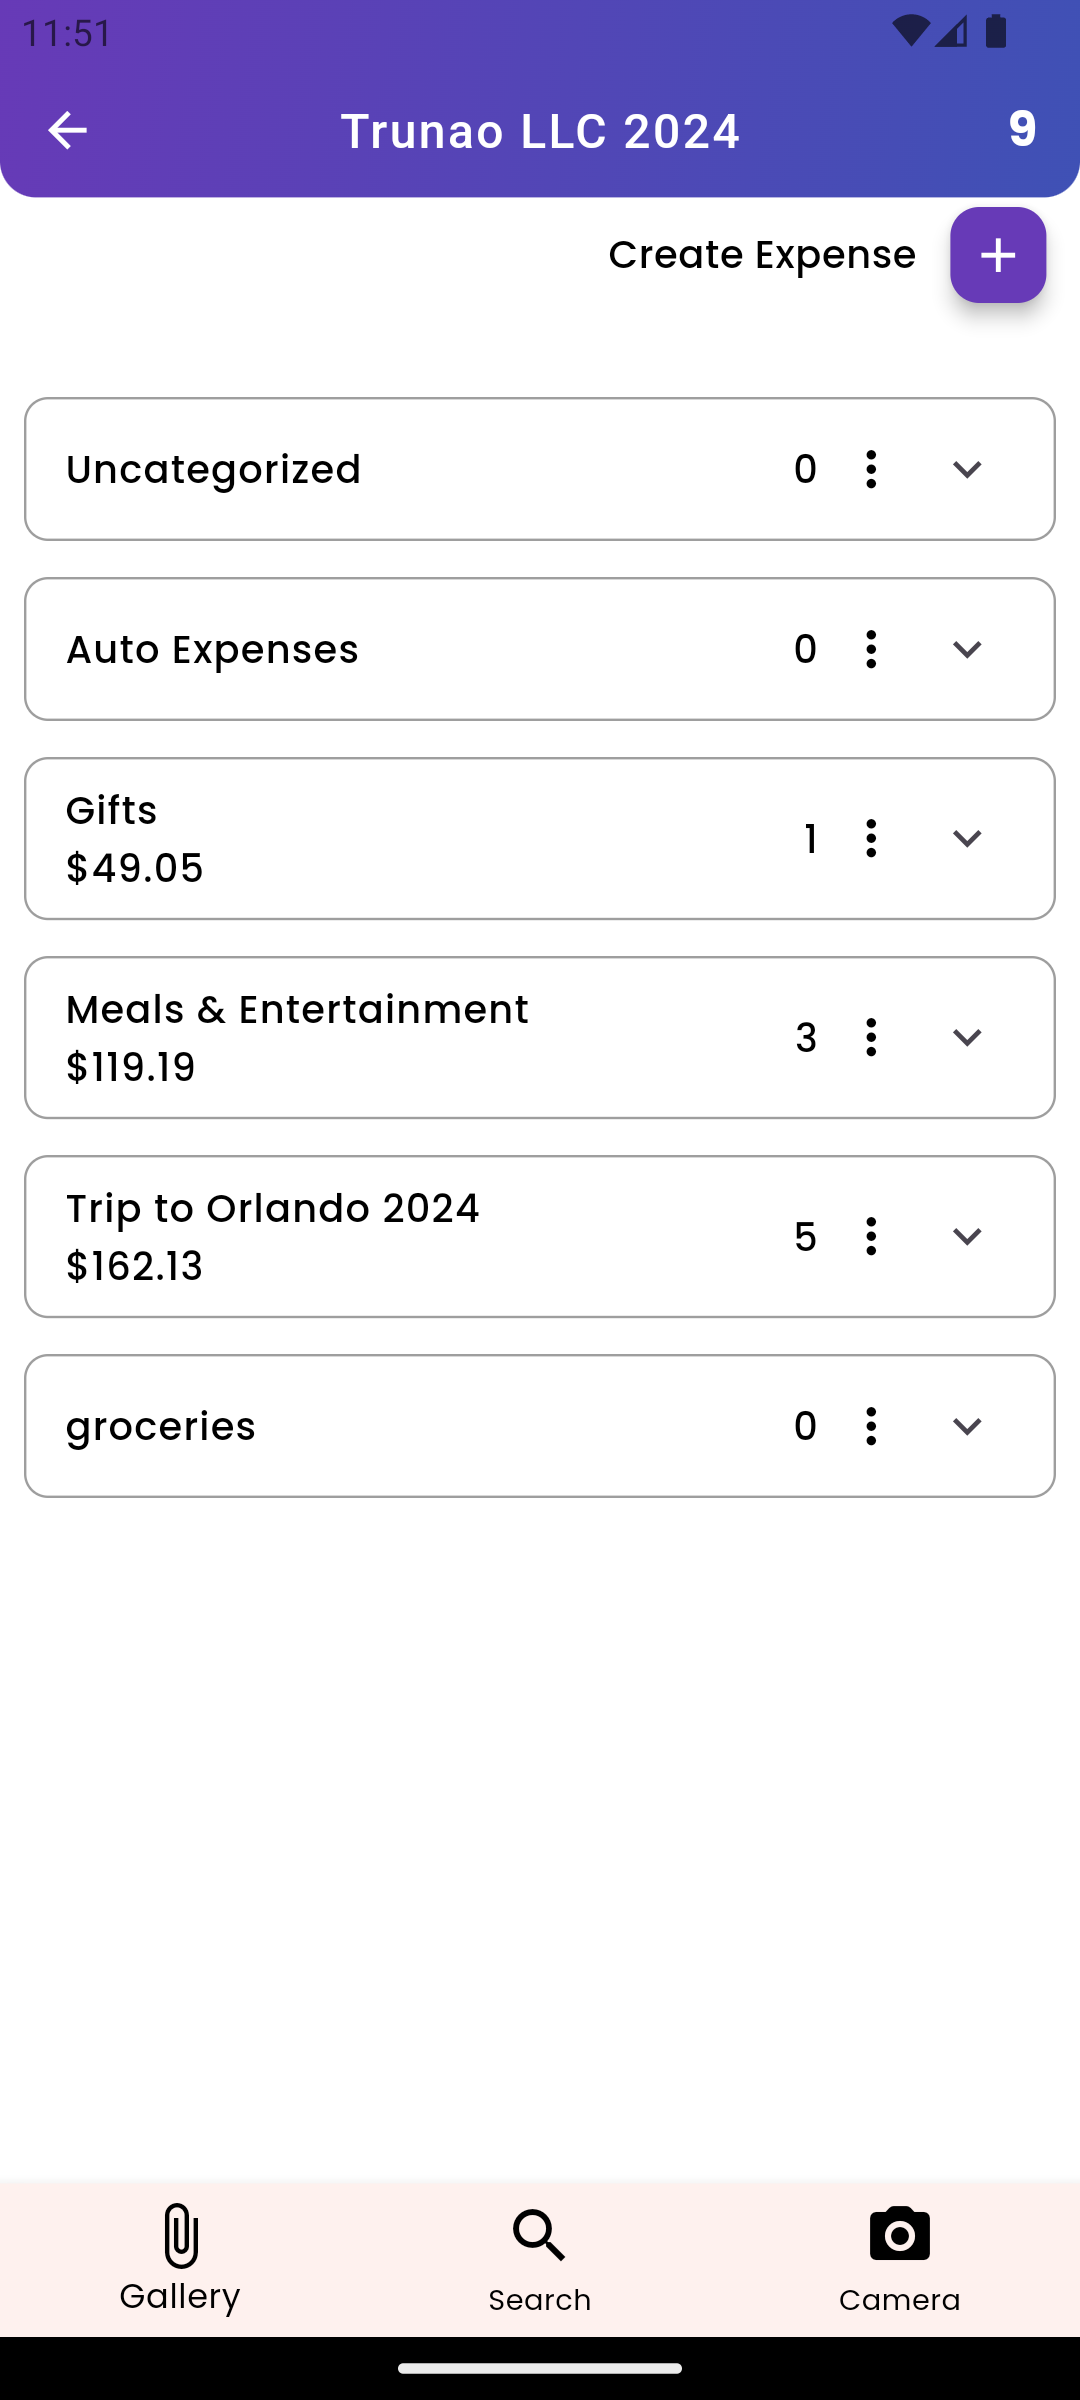 11:51
Trunao LLC 2024 9
Create Expense
Uncategorized 0
Auto Expenses 0
Gifts
$49.05
1
Meals & Entertainment
$119.19
3
Trip to Orlando 2024
$162.13
5
groceries 0
Gallery Search Camera